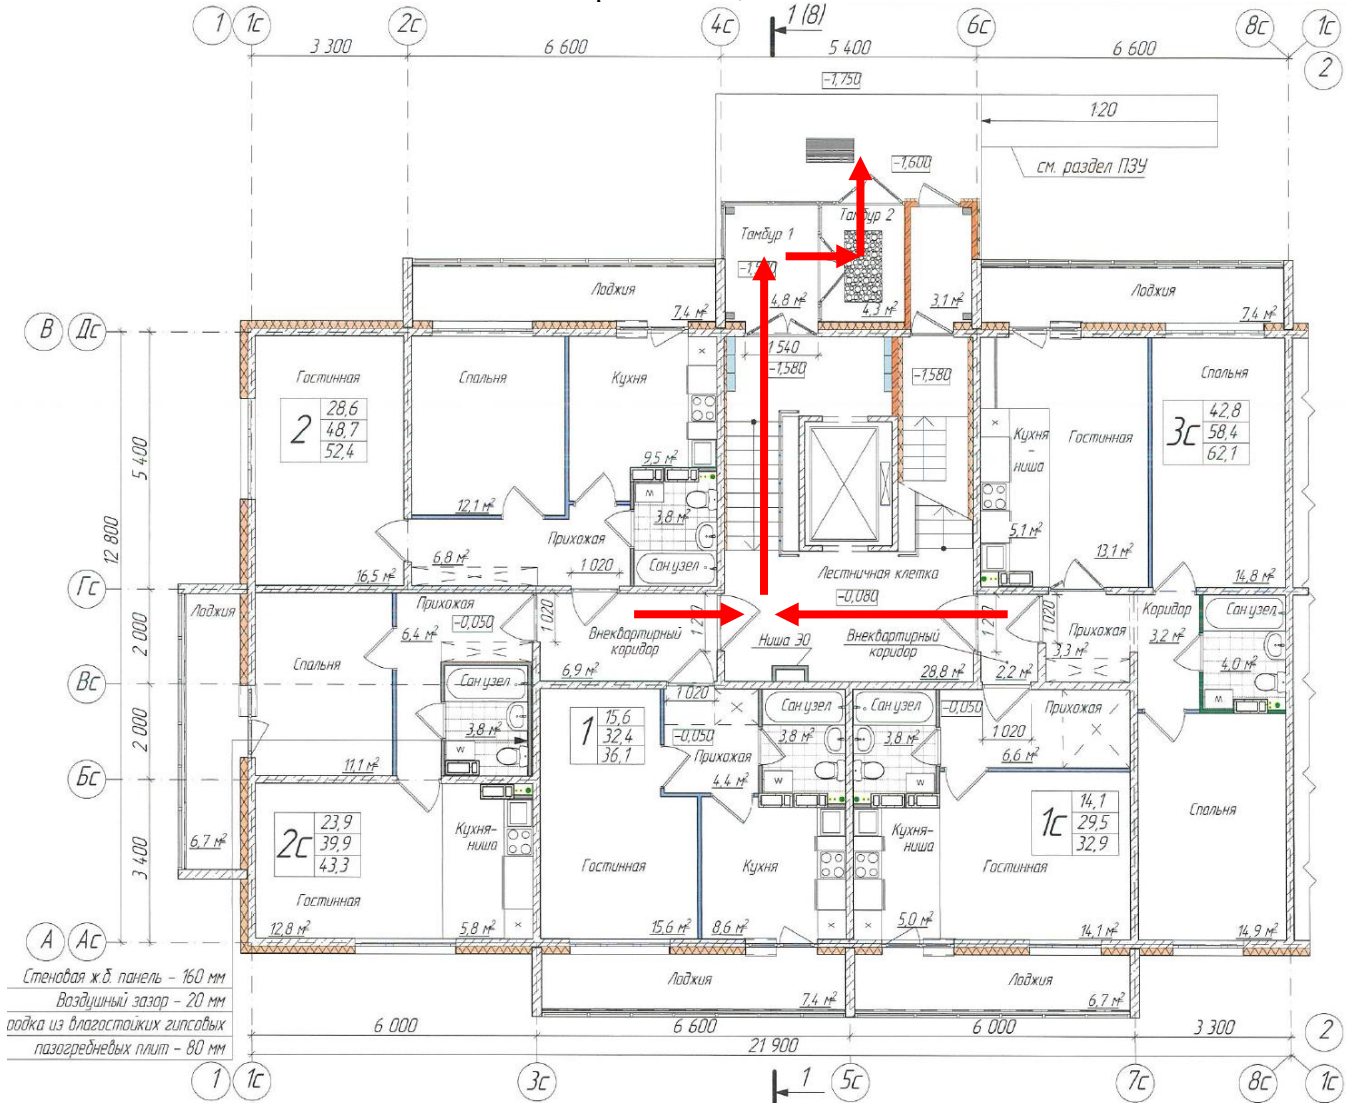 1 1с 2с 4с 1 (8) 6с 8с 1с
3 300 6 600 5 400 6 600 2
-1,750
1:20
-1,600
см. раздел ПЗУ
Тамбур 1
Тамбур 2
Лоджия
7,4 м²
4,8 м²
4,3 м²
3,1 м²
Лоджия
7,4 м²
В Дс
1 540
-1,580
-1,580
Гостинная
2
28,6
48,7
52,4
Спальня
Кухня
9,5 м²
Кухня
-
ниша
Гостинная
3с
42,8
58,4
62,1
Спальня
5 400
12 800
12,1 м²
3,8 м²
Прихожая
6,8 м²
1 020
Сан.узел
16,5 м²
5,1 м²
13,1 м²
14,8 м²
Лестничная клетка
-0,080
Гс
Лоджия
Прихожая
-0,050
6,4 м²
1 020
Внеквартирный
коридор
6,9 м²
Ниша ЭО
Внеквартирный
коридор
28,8 м²
2,2 м²
1 020
Прихожая
3,3 м²
Коридор
3,2 м²
Сан.узел
4,0 м²
2 000
Спальня
Вс
Сан.узел
3,8 м²
1 020
1
15,6
32,4
36,1
-0,050
Прихожая
4,4 м²
Сан.узел
3,8 м²
Сан.узел
3,8 м²
-0,050
1 020
Прихожая
6,6 м²
2 000
11,1 м²
Бс
2с
23,9
39,9
43,3
Кухня-
ниша
Гостинная
12,8 м²
5,8 м²
6,7 м²
3 400
Гостинная
15,6 м²
Кухня
8,6 м²
Кухня-
ниша
5,0 м²
1с
14,1
29,5
32,9
Гостинная
14,1 м²
Спальня
14,9 м²
А Ас
Стеновая ж.б. панель - 160 мм
Воздушный зазор - 20 мм
родка из влагостойких гипсовых
пазогребневых плит - 80 мм
Лоджия
7,4 м²
Лоджия
6,7 м²
6 000 6 600 6 000 3 300 2
21 900
1 1с 3с 1 5с 7с 8с 1с